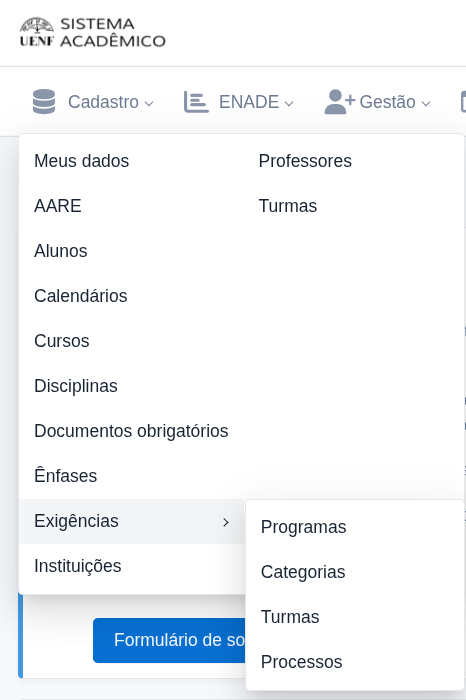 UENF
SISTEMA
ACADÊMICO
Cadastro
ENADE
Gestão
Meus dados
AARE
Alunos
Calendários
Cursos
Disciplinas
Documentos obrigatórios
Ênfases
Exigências
Instituições
Professores
Turmas
Programas
Categorias
Turmas
Processos
Formulário de so